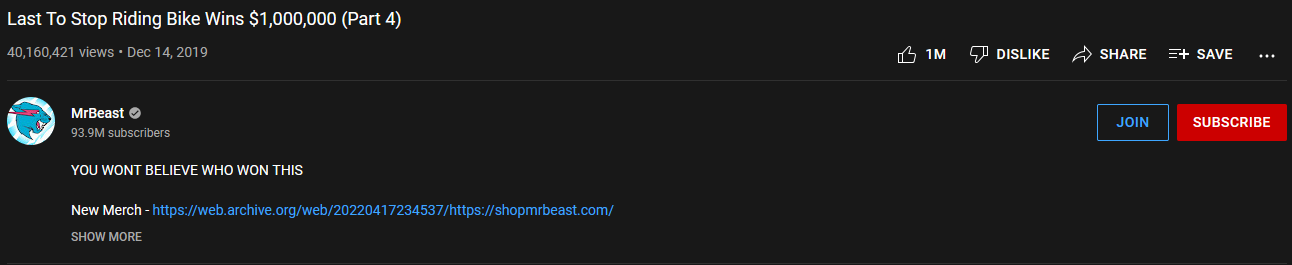 Last To Stop Riding Bike Wins $1,000,000 (Part 4)
40,160,421 views • Dec 14, 2019
1M DISLIKE SHARE SAVE
MrBeast
93.9M subscribers
JOIN SUBSCRIBE
YOU WONT BELIEVE WHO WON THIS
New Merch - https://web.archive.org/web/20220417234537/https://shopmrbeast.com/
SHOW MORE